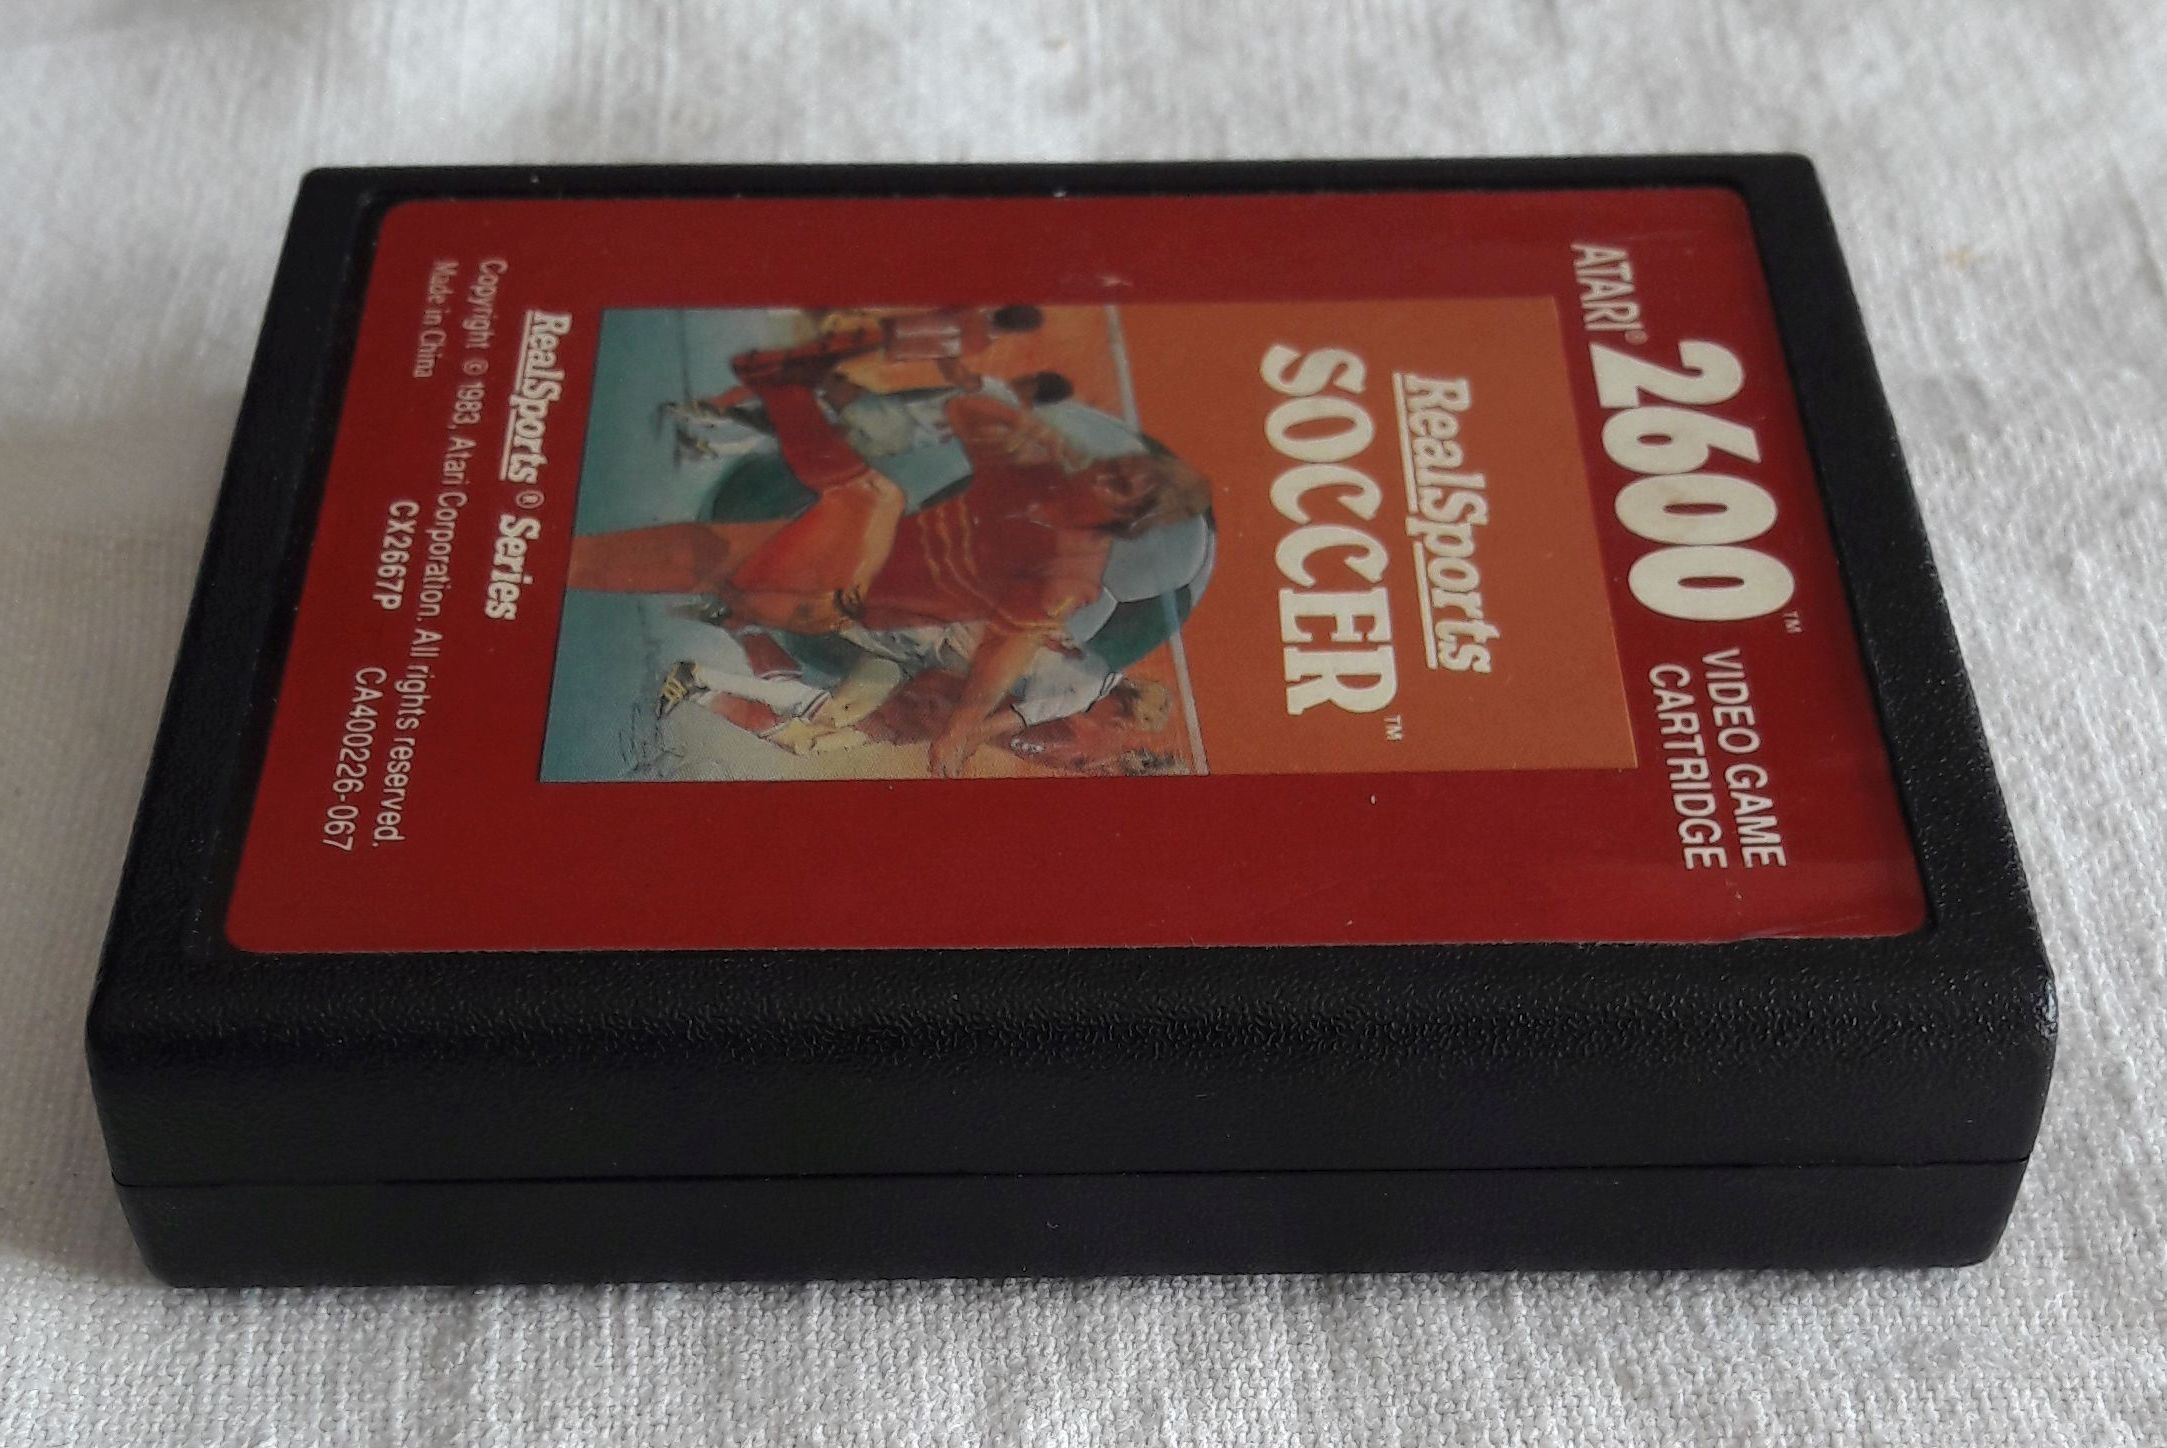 ATARI® 2600™ VIDEO GAME
CARTRIDGE
RealSports
SOCCER™
RealSports® Series
Copyright © 1983, Atari Corporation. All rights reserved.
Made in China CX2667P CA400226-067